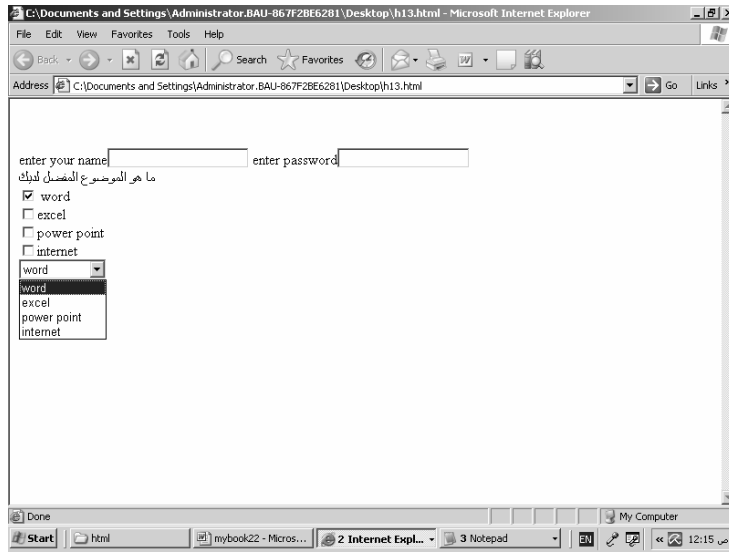 C:\Documents and Settings\Administrator.BAU-867F2BE6281\Desktop\h13.html - Microsoft Internet Explorer
File Edit View Favorites Tools Help
Back Search Favorites
Address C:\Documents and Settings\Administrator.BAU-867F2BE6281\Desktop\h13.html Go Links
enter your name enter password
ما هو الموضوع المفضل لديك
word
excel
power point
internet
word
word
excel
power point
internet
Done My Computer
Start html mybook22 - Micros... 2 Internet Expl... 3 Notepad EN « 12:15 ص